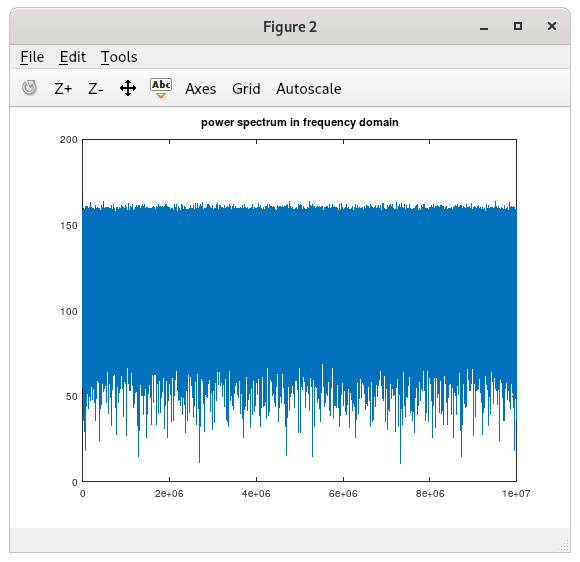 Figure 2
File Edit Tools
Z+ Z- Abc Axes Grid Autoscale
power spectrum in frequency domain
200
150
100
50
0
0 2e+06 4e+06 6e+06 8e+06 1e+07